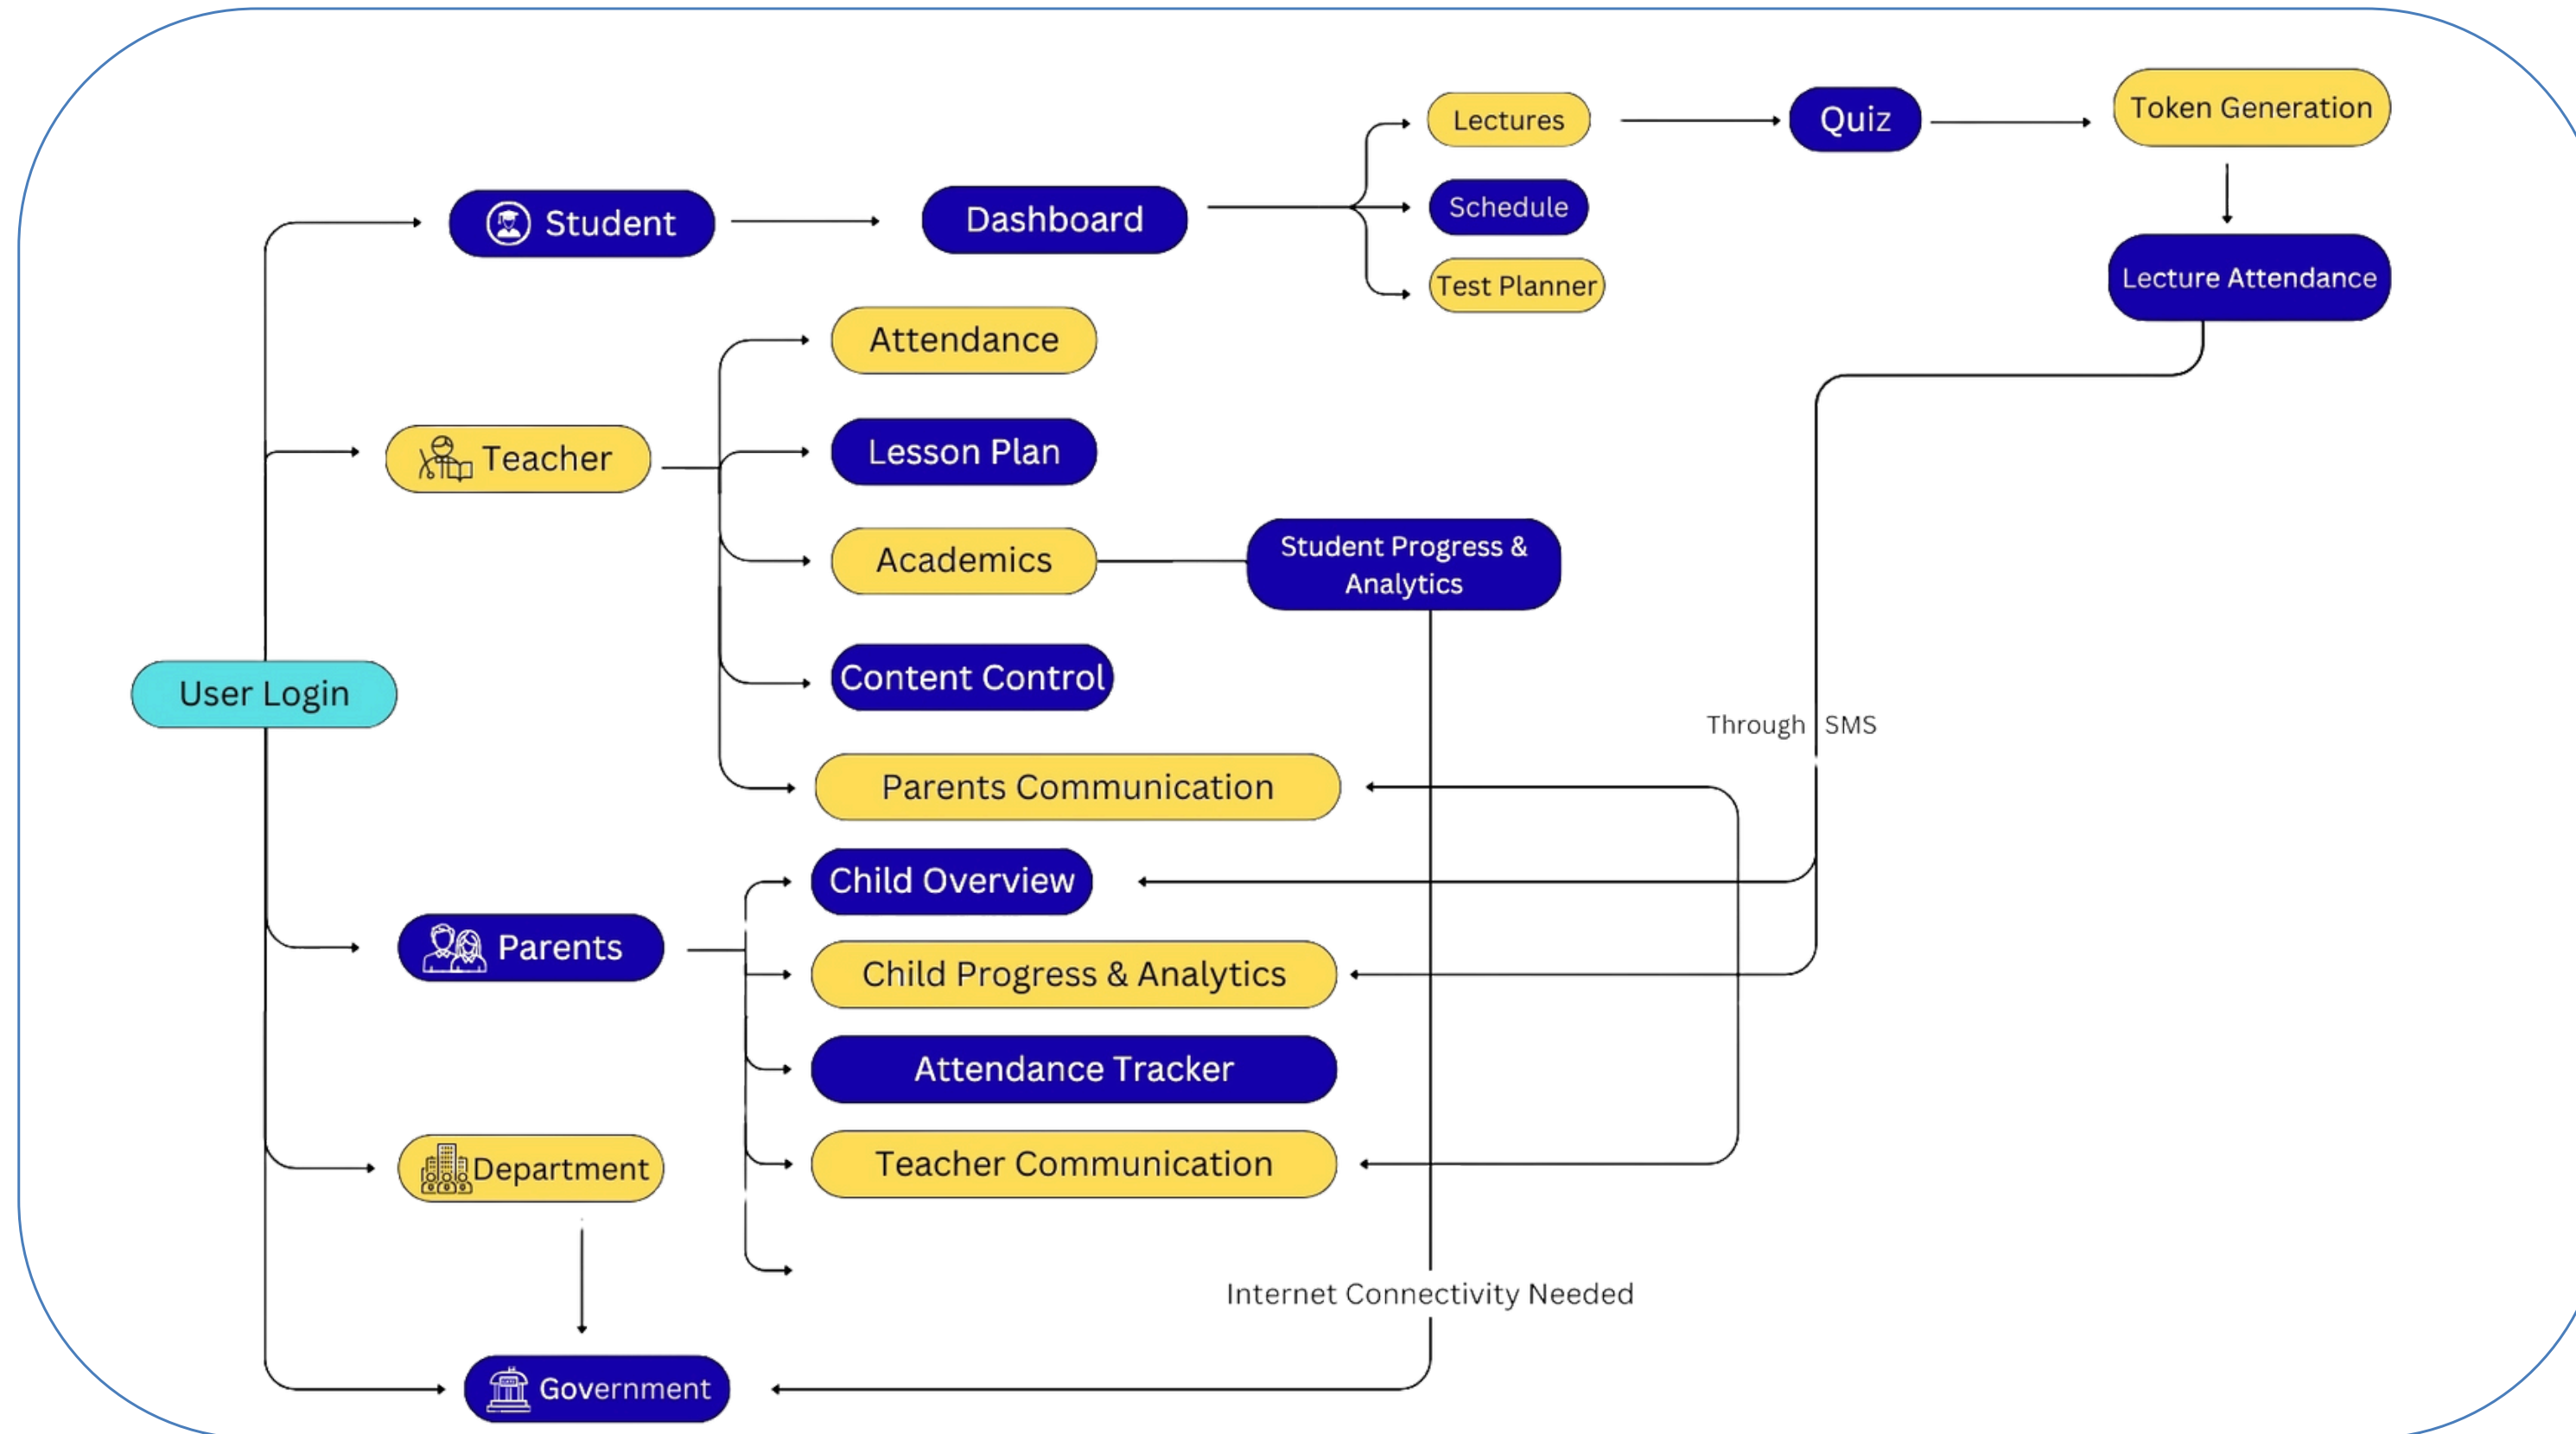 Lectures
Quiz
Token Generation
Student
Dashboard
Schedule
Test Planner
Lecture Attendance
Attendance
Teacher
Lesson Plan
Academics
Student Progress &
Analytics
Content Control
User Login
Through SMS
Parents Communication
Child Overview
Parents
Child Progress & Analytics
Attendance Tracker
Department
Teacher Communication
Internet Connectivity Needed
Government